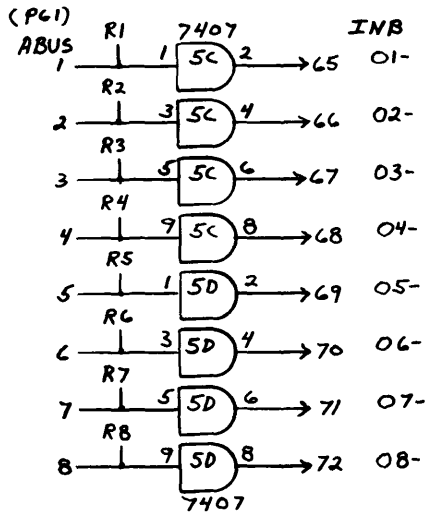 (PG1) R1 7407 INB
ABUS
1 1 5C 2 65 01-
R2
2 3 5C 4 66 02-
R3
3 5 5C 6 67 03-
R4
4 9 5C 8 68 04-
R5
5 1 5D 2 69 05-
R6
6 3 5D 4 70 06-
R7
7 5 5D 6 71 07-
R8
8 9 5D 8 72 08-
7407